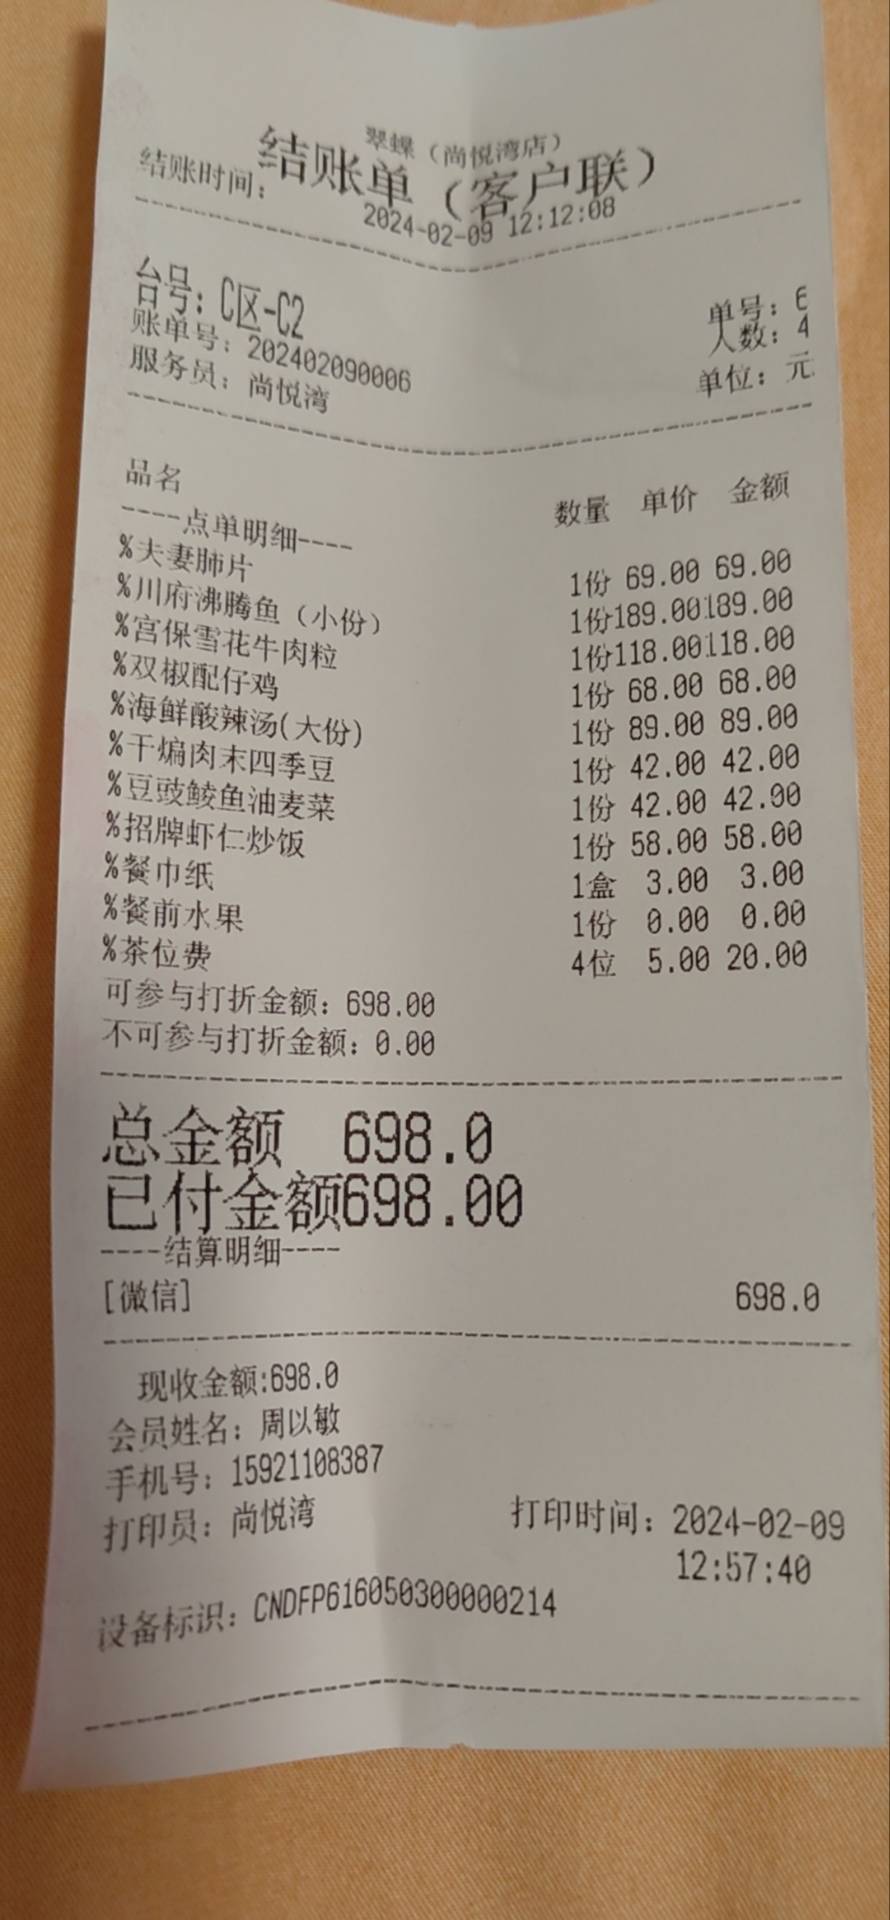 翠蝶（尚悦湾店）
结账单（客户联）
结账时间：2024-02-09 12:12:08
台号：C区-C2 单号：6
账单号：202402090006 人数：4
服务员：尚悦湾 单位：元
品名 数量 单价 金额
----点单明细----
%夫妻肺片 1份 69.00 69.00
%川府沸腾鱼（小份） 1份 189.00 189.00
%宫保雪花牛肉粒 1份 118.00 118.00
%双椒配仔鸡 1份 68.00 68.00
%海鲜酸辣汤(大份) 1份 89.00 89.00
%干煸肉末四季豆 1份 42.00 42.00
%豆豉鲮鱼油麦菜 1份 42.00 42.00
%招牌虾仁炒饭 1份 58.00 58.00
%餐巾纸 1盒 3.00 3.00
%餐前水果 1份 0.00 0.00
%茶位费 4位 5.00 20.00
可参与打折金额：698.00
不可参与打折金额：0.00
总金额 698.0
已付金额698.00
----结算明细----
[微信] 698.0
现收金额:698.0
会员姓名：周以敏
手机号：15921108387
打印员：尚悦湾 打印时间：2024-02-09
12:57:40
设备标识：CNDFP616050300000214